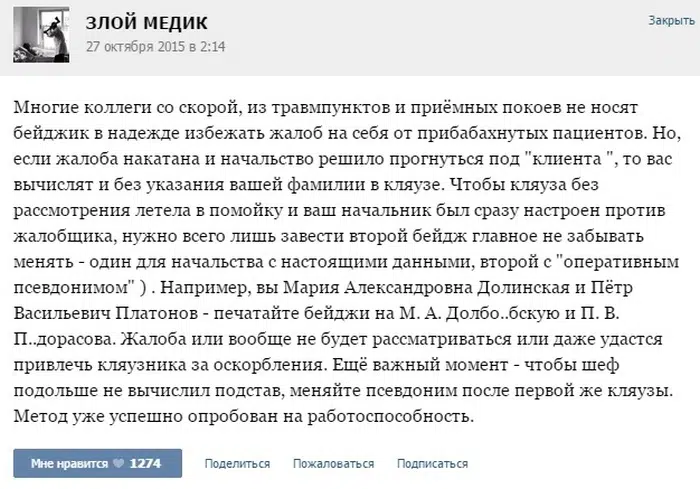 ЗЛОЙ МЕДИК
Закрыть
27 октября 2015 в 2:14
Многие коллеги со скорой, из травмпунктов и приёмных покоев не носят
бейджик в надежде избежать жалоб на себя от прибабахнутых пациентов. Но,
если жалоба накатана и начальство решило прогнуться под "клиента ", то вас
вычислят и без указания вашей фамилии в кляузе. Чтобы кляуза без
рассмотрения летела в помойку и ваш начальник был сразу настроен против
жалобщика, нужно всего лишь завести второй бейдж главное не забывать
менять - один для начальства с настоящими данными, второй с "оперативным
псевдонимом" ) . Например, вы Мария Александровна Долинская и Пётр
Васильевич Платонов - печатайте бейджи на М. А. Долбо..бскую и П. В.
П..дорасова. Жалоба или вообще не будет рассматриваться или даже удастся
привлечь кляузника за оскорбления. Ещё важный момент - чтобы шеф
подольше не вычислил подстав, меняйте псевдоним после первой же кляузы.
Метод уже успешно опробован на работоспособность.
Мне нравится 1274
Поделиться
Пожаловаться
Подписаться